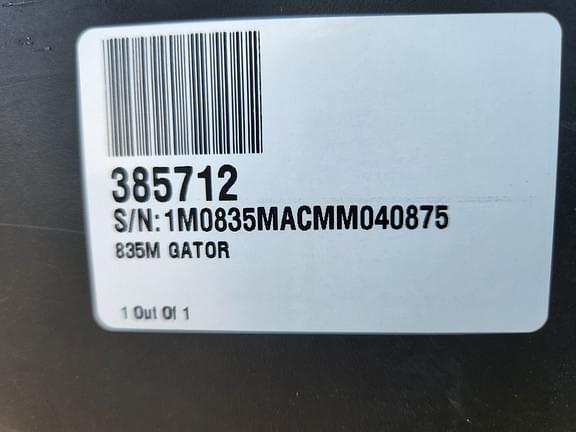 385712
S/N:1M0835MACMM040875
835M GATOR
1 Out Of 1